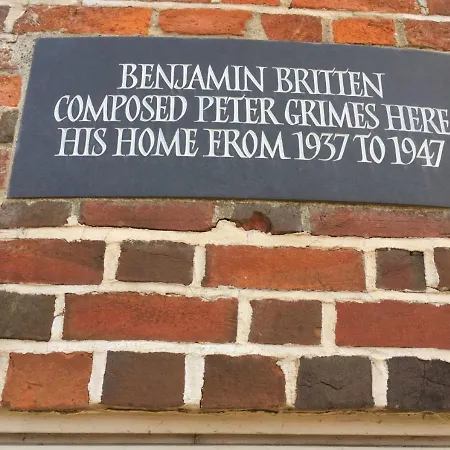 BENJAMIN BRITTEN
COMPOSED PETER GRIMES HERE
HIS HOME FROM 1937 TO 1947